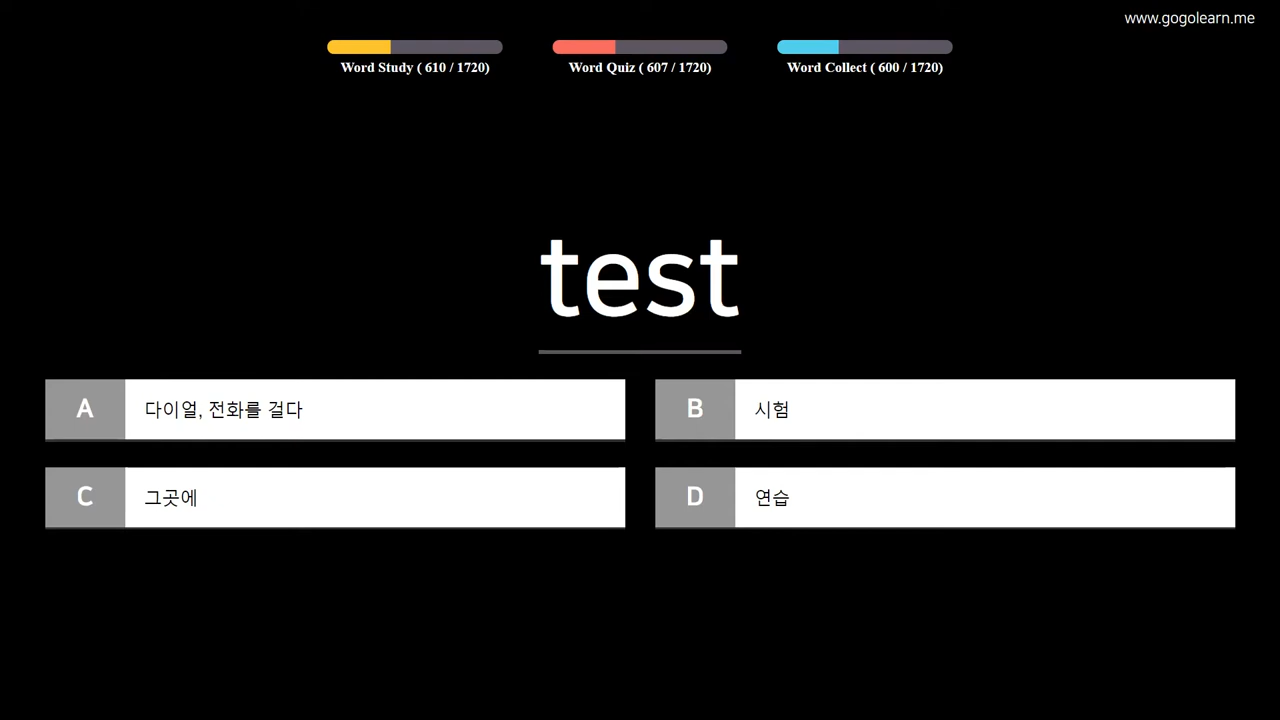 www.gogolearn.me
Word Study ( 610 / 1720)
Word Quiz ( 607 / 1720)
Word Collect ( 600 / 1720)
test
A 다이얼, 전화를 걸다
B 시험
C 그곳에
D 연습